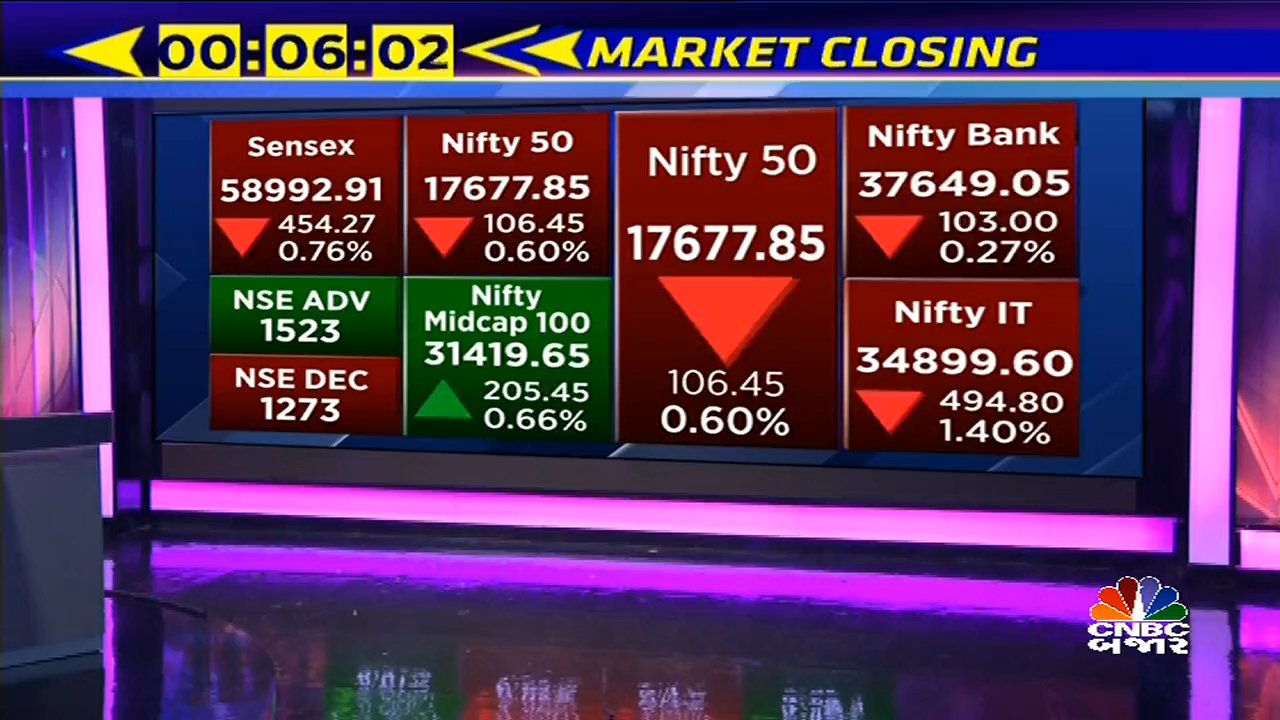 00:06:02 MARKET CLOSING
Sensex
58992.91
454.27
0.76%
Nifty 50
17677.85
106.45
0.60%
NSE ADV
1523
NSE DEC
1273
Nifty
Midcap 100
31419.65
205.45
0.66%
Nifty 50
17677.85
106.45
0.60%
Nifty Bank
37649.05
103.00
0.27%
Nifty IT
34899.60
494.80
1.40%
CNBC
બજાર